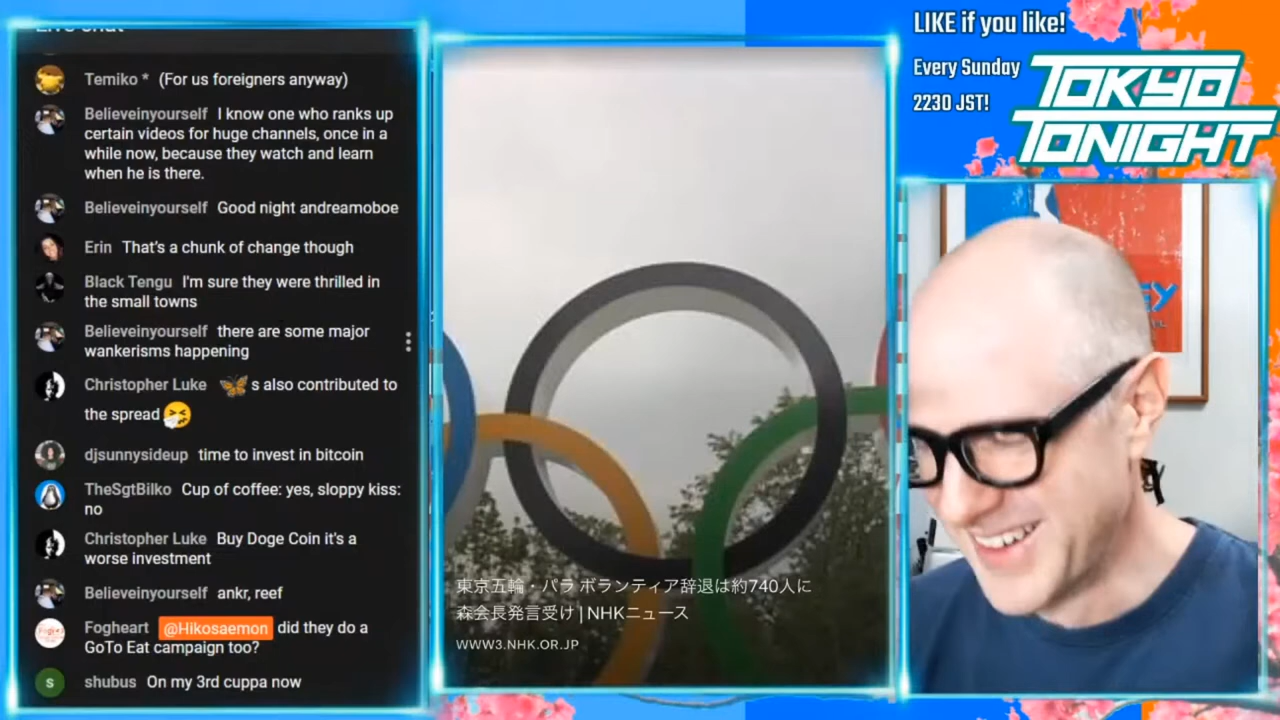 Live chat
Temiko * (For us foreigners anyway)
Believeinyourself I know one who ranks up
certain videos for huge channels, once in a
while now, because they watch and learn
when he is there.
Believeinyourself Good night andreamoboe
Erin That's a chunk of change though
Black Tengu I'm sure they were thrilled in
the small towns
Believeinyourself there are some major
wankerisms happening
Christopher Luke 🦋 s also contributed to
the spread 🤧
djsunnysideup time to invest in bitcoin
TheSgtBilko Cup of coffee: yes, sloppy kiss:
no
Christopher Luke Buy Doge Coin it's a
worse investment
Believeinyourself ankr, reef
Fogheart @Hikosaemon did they do a
GoTo Eat campaign too?
s shubus On my 3rd cuppa now
東京五輪・パラ ボランティア辞退は約740人に
森会長発言受け | NHKニュース
WWW3.NHK.OR.JP
LIKE if you like!
Every Sunday
2230 JST!
TOKYO
TONIGHT